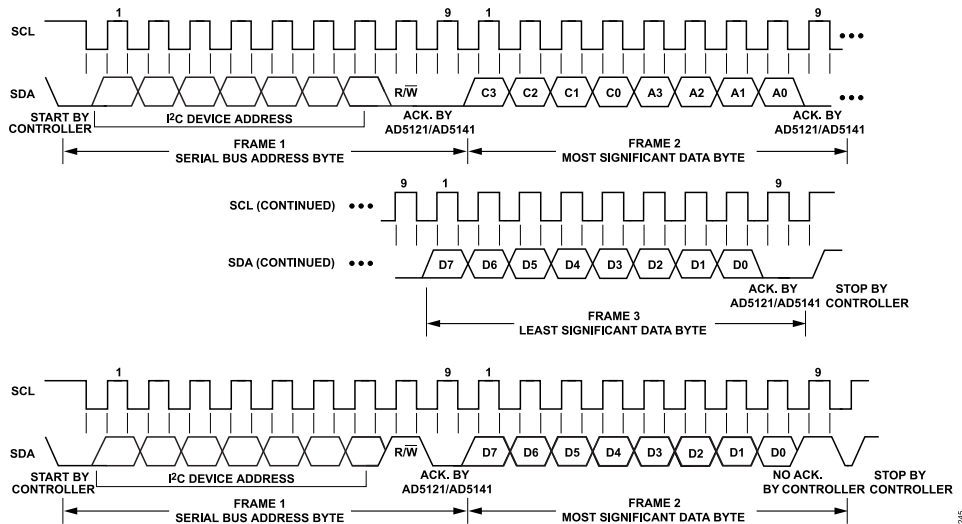 1 9 1 9
SCL
SDA R/W̅ C3 C2 C1 C0 A3 A2 A1 A0
START BY CONTROLLER
I²C DEVICE ADDRESS
ACK. BY AD5121/AD5141
ACK. BY AD5121/AD5141
FRAME 1
SERIAL BUS ADDRESS BYTE
FRAME 2
MOST SIGNIFICANT DATA BYTE
9 1 9
SCL (CONTINUED)
SDA (CONTINUED) D7 D6 D5 D4 D3 D2 D1 D0
ACK. BY AD5121/AD5141
STOP BY CONTROLLER
FRAME 3
LEAST SIGNIFICANT DATA BYTE
1 9 1 9
SCL
SDA R/W̅ D7 D6 D5 D4 D3 D2 D1 D0
START BY CONTROLLER
I²C DEVICE ADDRESS
ACK. BY AD5121/AD5141
NO ACK. BY CONTROLLER
STOP BY CONTROLLER
FRAME 1
SERIAL BUS ADDRESS BYTE
FRAME 2
MOST SIGNIFICANT DATA BYTE